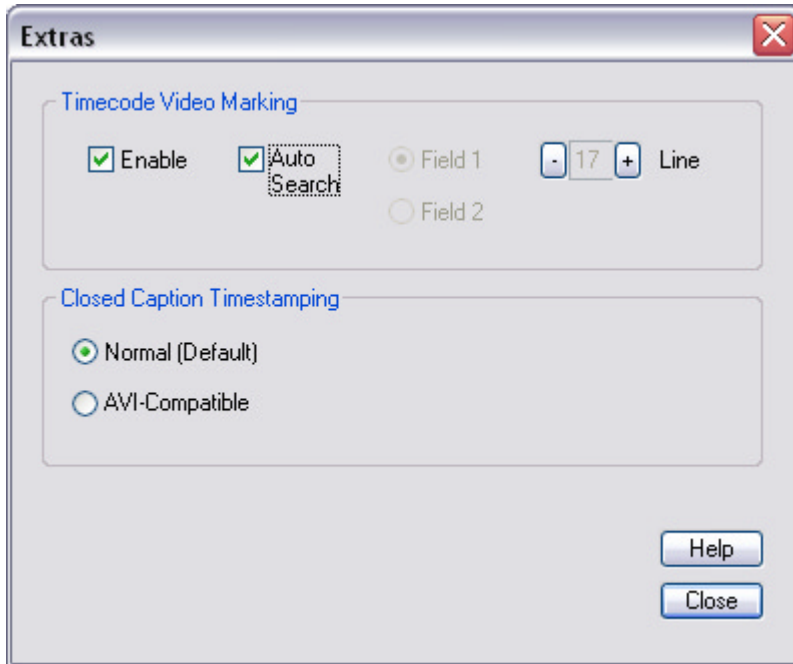 Extras
Timecode Video Marking
Enable
Auto
Search
Field 1
Field 2
- 17 + Line
Closed Caption Timestamping
Normal (Default)
AVI-Compatible
Help
Close